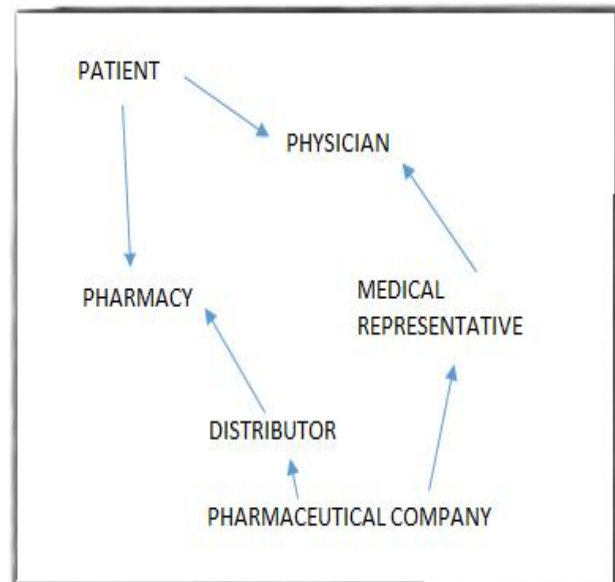 PATIENT
PHYSICIAN
PHARMACY
MEDICAL
REPRESENTATIVE
DISTRIBUTOR
PHARMACEUTICAL COMPANY